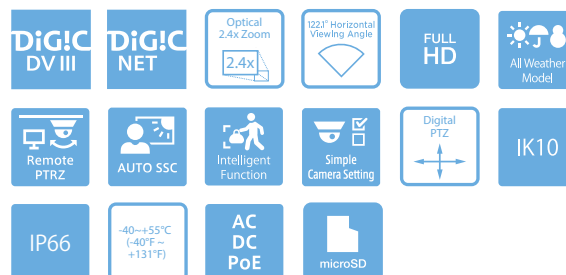 DiG!C
DV III
DiG!C
NET
Optical
2.4x Zoom
2.4x
122.1° Horizontal
Viewing Angle
FULL
HD
All Weather
Model
Remote
PTRZ
AUTO SSC
Intelligent
Function
Simple
Camera Setting
Digital
PTZ
IK10
IP66
-40~+55°C
(-40°F ~
+131°F)
AC
DC
PoE
microSD